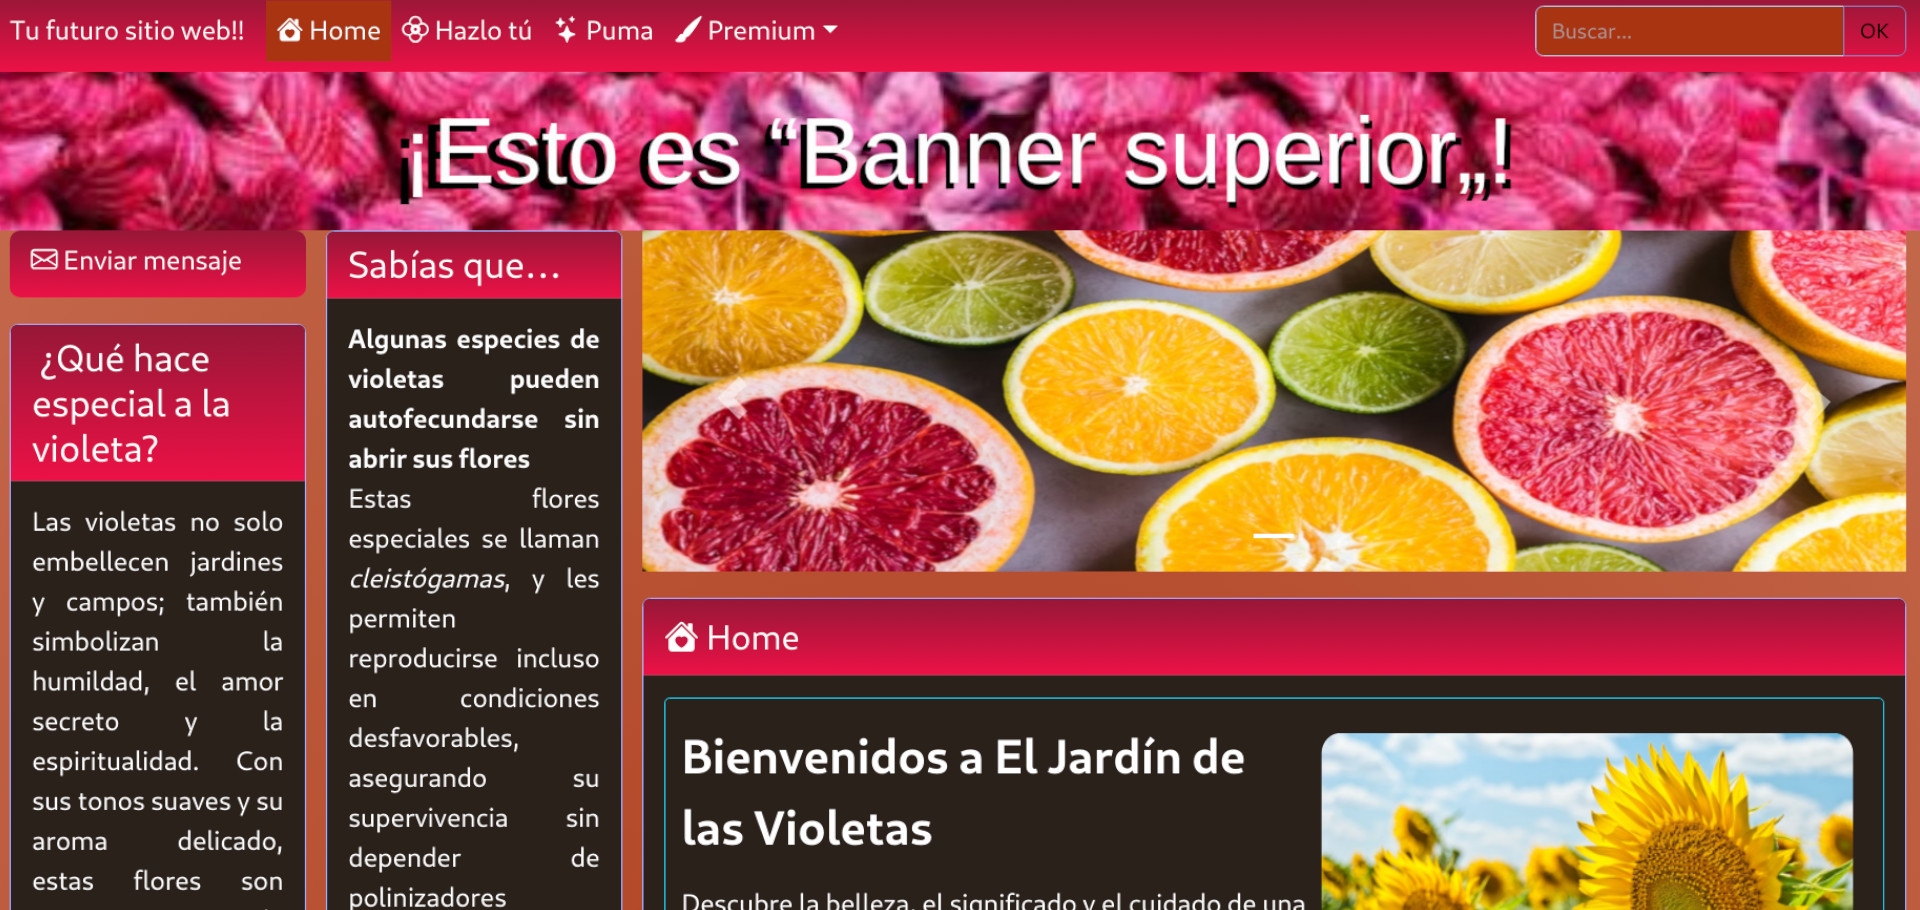 Tu futuro sitio web!! Home Hazlo tú Puma Premium Buscar... OK
¡Esto es “Banner superior„!
Enviar mensaje
¿Qué hace
especial a la
violeta?
Las violetas no solo
embellecen jardines
y campos; también
simbolizan la
humildad, el amor
secreto y la
espiritualidad. Con
sus tonos suaves y su
aroma delicado,
estas flores son
Sabías que...
Algunas especies de
violetas pueden
autofecundarse sin
abrir sus flores
Estas flores
especiales se llaman
cleistógamas, y les
permiten
reproducirse incluso
en condiciones
desfavorables,
asegurando su
supervivencia sin
depender de
polinizadores
Home
Bienvenidos a El Jardín de
las Violetas
Descubre la belleza, el significado y el cuidado de una